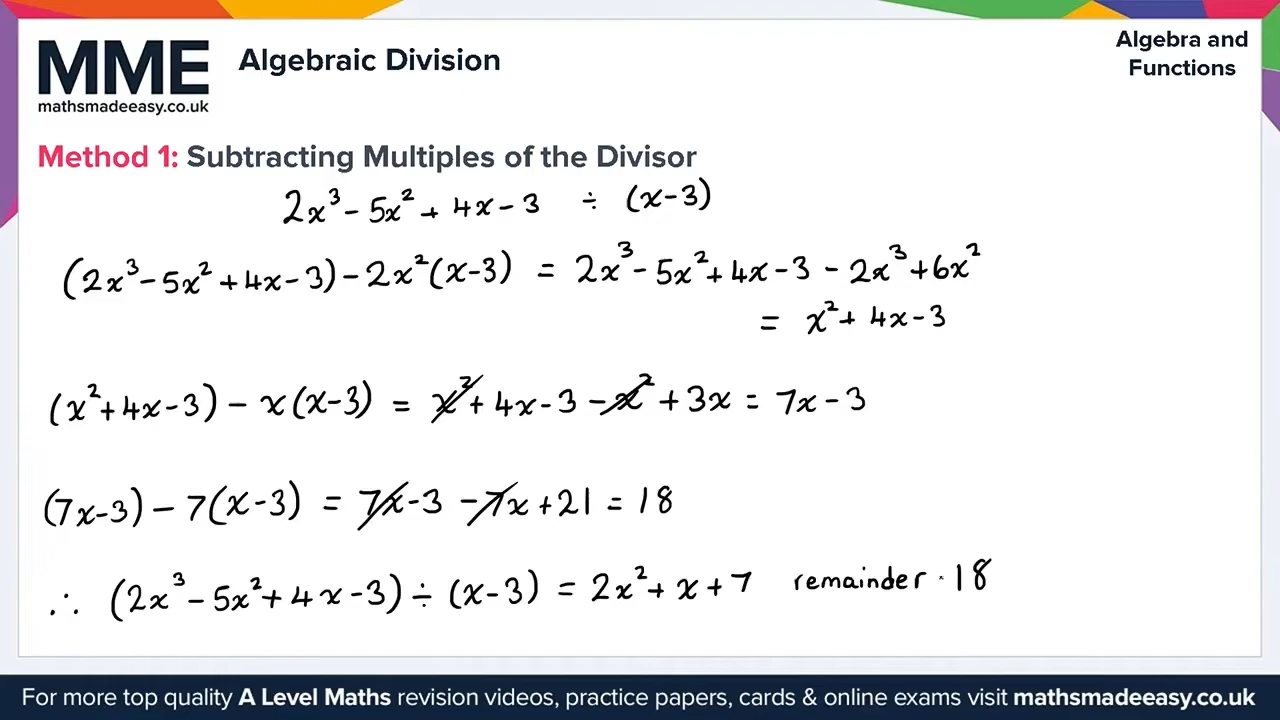 MME
mathsmadeeasy.co.uk
Algebraic Division
Algebra and
Functions
Method 1: Subtracting Multiples of the Divisor
2x³ - 5x² + 4x - 3 ÷ (x-3)
(2x³ - 5x² + 4x - 3) - 2x²(x-3) = 2x³ - 5x² + 4x - 3 - 2x³ + 6x²
= x² + 4x - 3
(x² + 4x - 3) - x(x-3) = x² + 4x - 3 - x² + 3x = 7x - 3
(7x - 3) - 7(x - 3) = 7x - 3 - 7x + 21 = 18
∴ (2x³ - 5x² + 4x - 3) ÷ (x-3) = 2x² + x + 7 remainder · 18
For more top quality A Level Maths revision videos, practice papers, cards & online exams visit mathsmadeeasy.co.uk